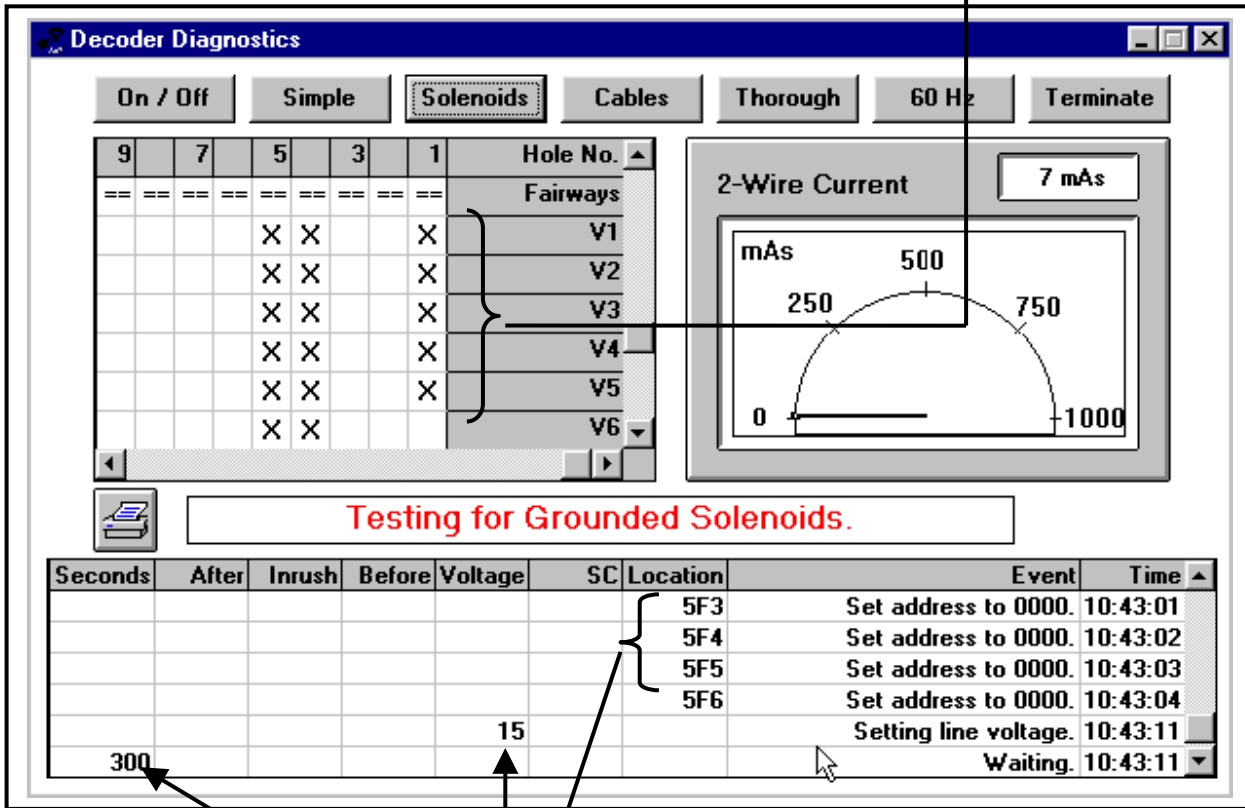 Decoder Diagnostics
On / Off Simple Solenoids Cables Thorough 60 Hz Terminate
9 7 5 3 1 Hole No.
== == == == == == == == == Fairways
X X X V1
X X X V2
X X X V3
X X X V4
X X X V5
X X V6
2-Wire Current 7 mAs
mAs
500
250 750
0 1000
Testing for Grounded Solenoids.
Seconds After Inrush Before Voltage SC Location Event Time
5F3 Set address to 0000. 10:43:01
5F4 Set address to 0000. 10:43:02
5F5 Set address to 0000. 10:43:03
5F6 Set address to 0000. 10:43:04
15 Setting line voltage. 10:43:11
300 Waiting. 10:43:11